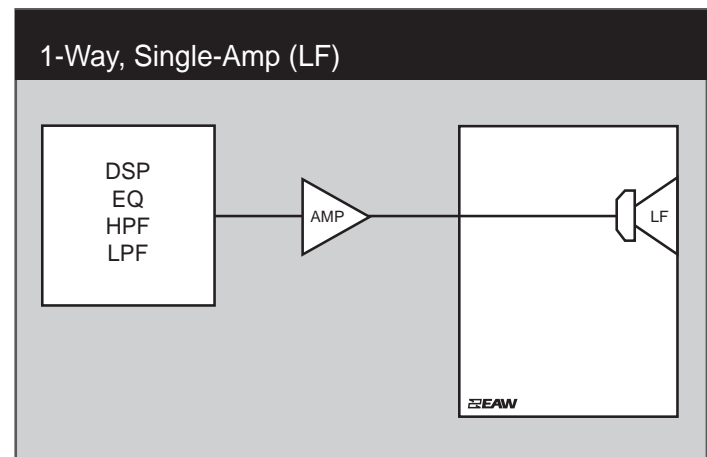 1-Way, Single-Amp (LF)
DSP
EQ
HPF
LPF
AMP
LF
EAW